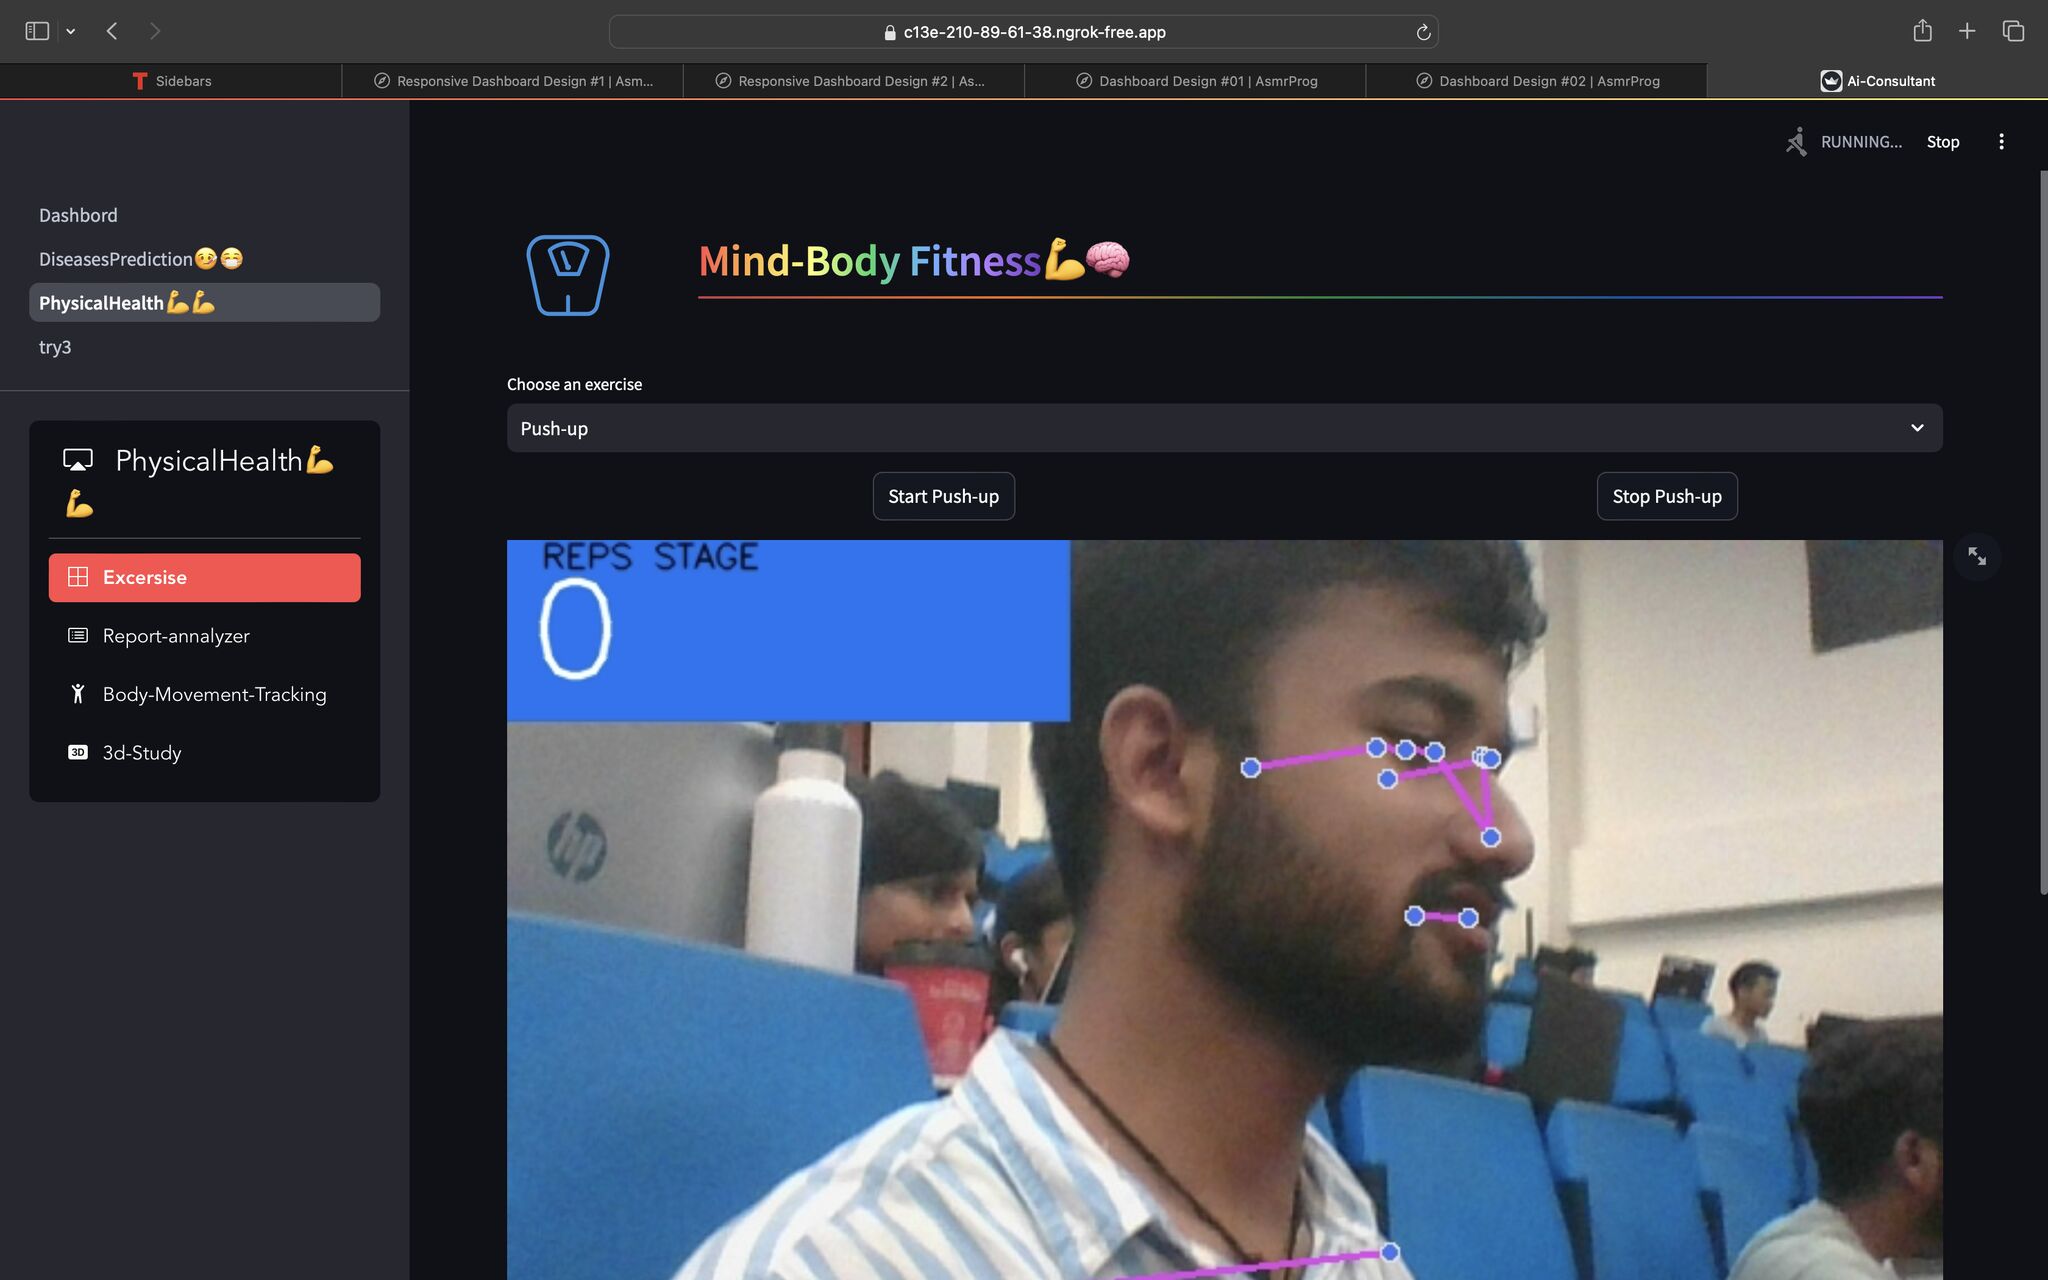 c13e-210-89-61-38.ngrok-free.app
Sidebars
Responsive Dashboard Design #1 | Asm...
Responsive Dashboard Design #2 | As...
Dashboard Design #01 | AsmrProg
Dashboard Design #02 | AsmrProg
Ai-Consultant
RUNNING...
Stop
Dashbord
DiseasesPrediction🤒😷
PhysicalHealth💪💪
try3
PhysicalHealth💪
💪
Excersise
Report-annalyzer
Body-Movement-Tracking
3D 3d-Study
Mind-Body Fitness💪🧠
Choose an exercise
Push-up
Start Push-up
Stop Push-up
REPS STAGE
0
hp